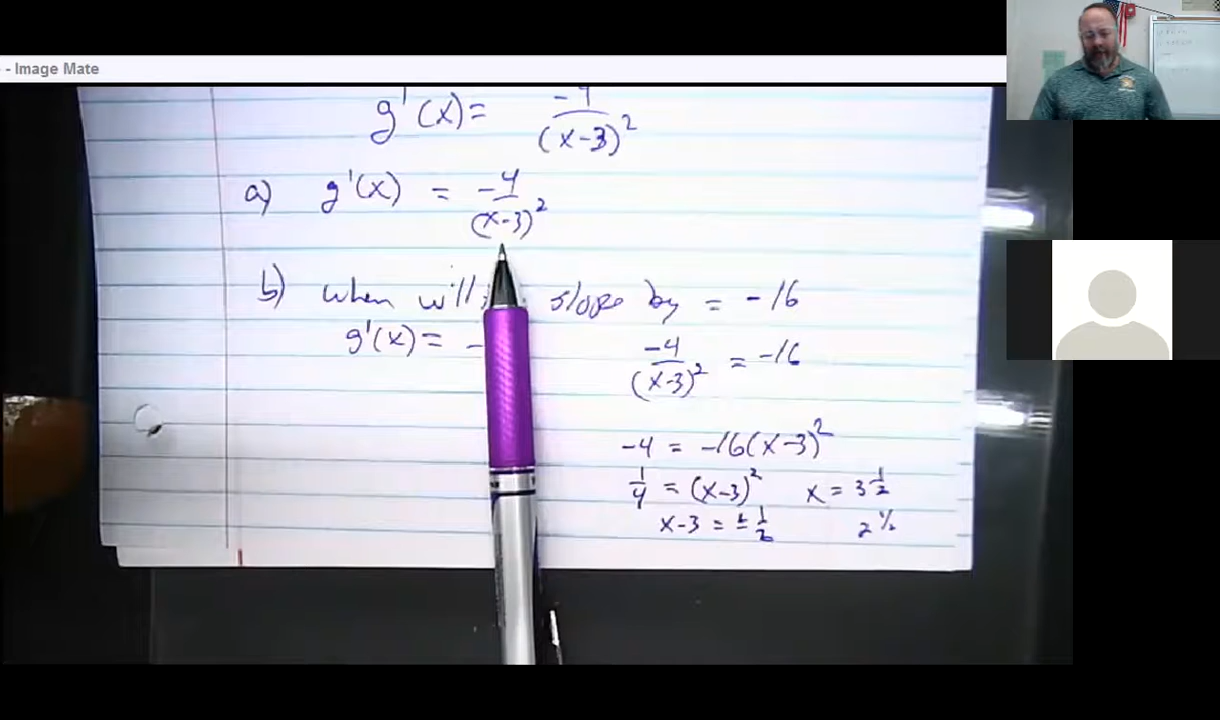 - Image Mate
g'(x)= -4/(x-3)²
a) g'(x) = -4/(x-3)²
b) when will slope by = -16
g'(x) = -
-4/(x-3)² = -16
-4 = -16(x-3)²
1/4 = (x-3)² x = 3 1/2
x-3 = ± 1/2 2 1/2